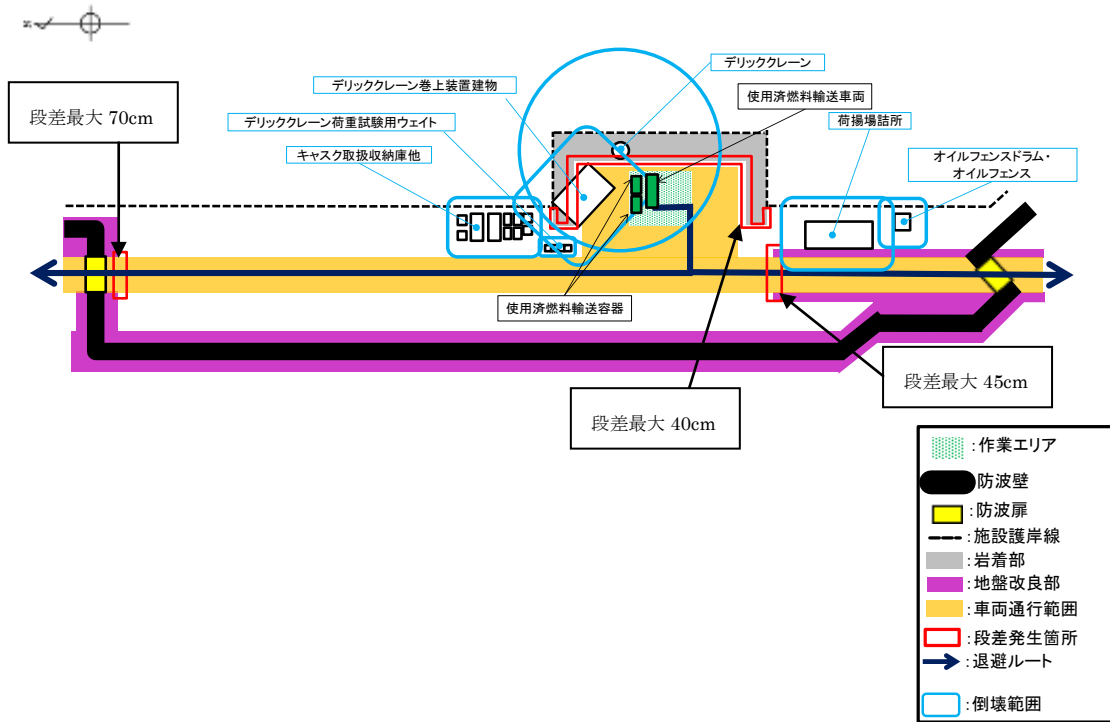 N
デリッククレーン
デリッククレーン巻上装置建物
使用済燃料輸送車両
段差最大 70cm
荷揚場詰所
デリッククレーン荷重試験用ウェイト
キャスク取扱収納庫他
オイルフェンスドラム・
オイルフェンス
使用済燃料輸送容器
段差最大 45cm
段差最大 40cm
:作業エリア
防波壁
:防波扉
:施設護岸線
:岩着部
:地盤改良部
:車両通行範囲
:段差発生箇所
:退避ルート
:倒壊範囲